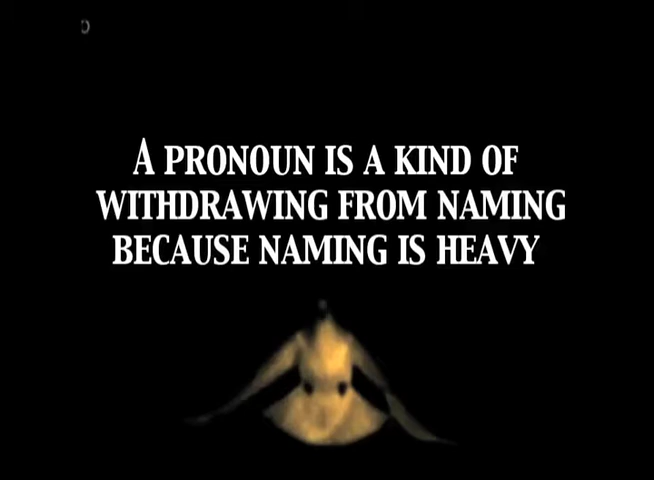 A PRONOUN IS A KIND OF
WITHDRAWING FROM NAMING
BECAUSE NAMING IS HEAVY